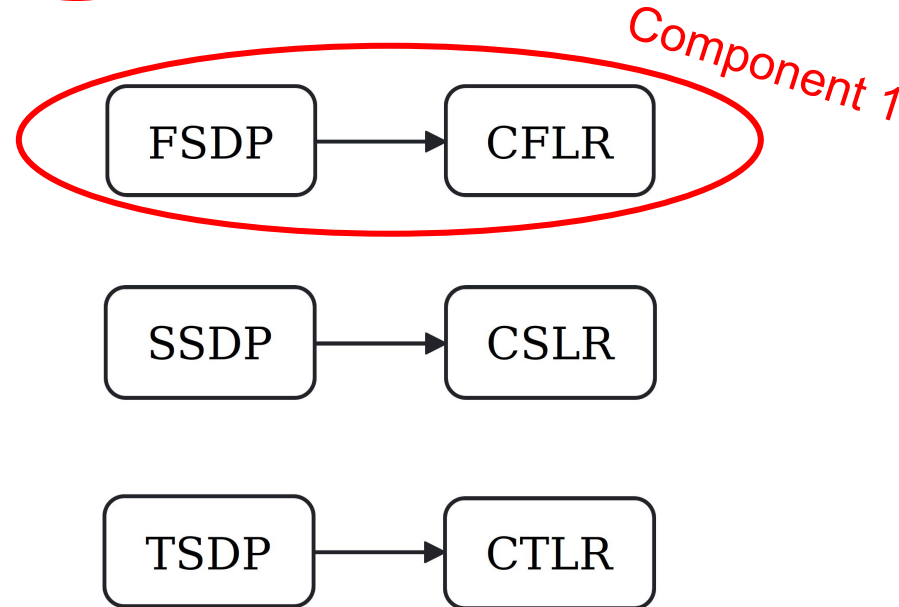 Component 1
FSDP
CFLR
SSDP
CSLR
TSDP
CTLR